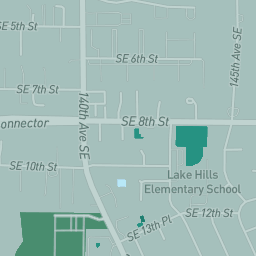 SE 5th St
SE 6th St
145th Ave SE
SE 7th St
140th Ave SE
onnector
SE 8th St
SE 10th St
Lake Hills
Elementary School
SE 12th St
SE 13th Pl